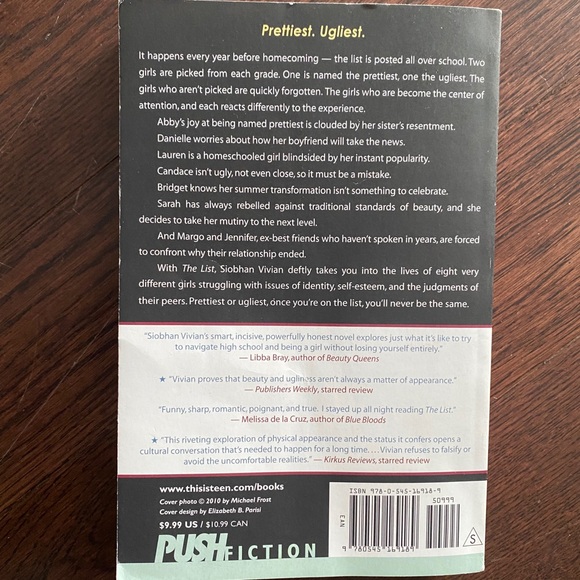 Prettiest. Ugliest.
It happens every year before homecoming — the list is posted all over school. Two
girls are picked from each grade. One is named the prettiest, one the ugliest. The
girls who aren't picked are quickly forgotten. The girls who are become the center of
attention, and each reacts differently to the experience.
Abby's joy at being named prettiest is clouded by her sister's resentment.
Danielle worries about how her boyfriend will take the news.
Lauren is a homeschooled girl blindsided by her instant popularity.
Candace isn't ugly, not even close, so it must be a mistake.
Bridget knows her summer transformation isn't something to celebrate.
Sarah has always rebelled against traditional standards of beauty, and she
decides to take her mutiny to the next level.
And Margo and Jennifer, ex-best friends who haven't spoken in years, are forced
to confront why their relationship ended.
With The List, Siobhan Vivian deftly takes you into the lives of eight very
different girls struggling with issues of identity, self-esteem, and the judgments of
their peers. Prettiest or ugliest, once you're on the list, you'll never be the same.
"Siobhan Vivian's smart, incisive, powerfully honest novel explores just what it's like to try
to navigate high school and being a girl without losing yourself entirely."
— Libba Bray, author of Beauty Queens
★ "Vivian proves that beauty and ugliness aren't always a matter of appearance."
— Publishers Weekly, starred review
"Funny, sharp, romantic, poignant, and true. I stayed up all night reading The List."
— Melissa de la Cruz, author of Blue Bloods
★ "This riveting exploration of physical appearance and the status it confers opens a
cultural conversation that's needed to happen for a long time. . . . Vivian refuses to falsify or
avoid the uncomfortable realities." — Kirkus Reviews, starred review
www.thisisteen.com/books
Cover photo © 2010 by Michael Frost
Cover design by Elizabeth B. Parisi
$9.99 US / $10.99 CAN
PUSH FICTION
ISBN 978-0-545-16918-9
50999
EAN
9 780545 169189
S